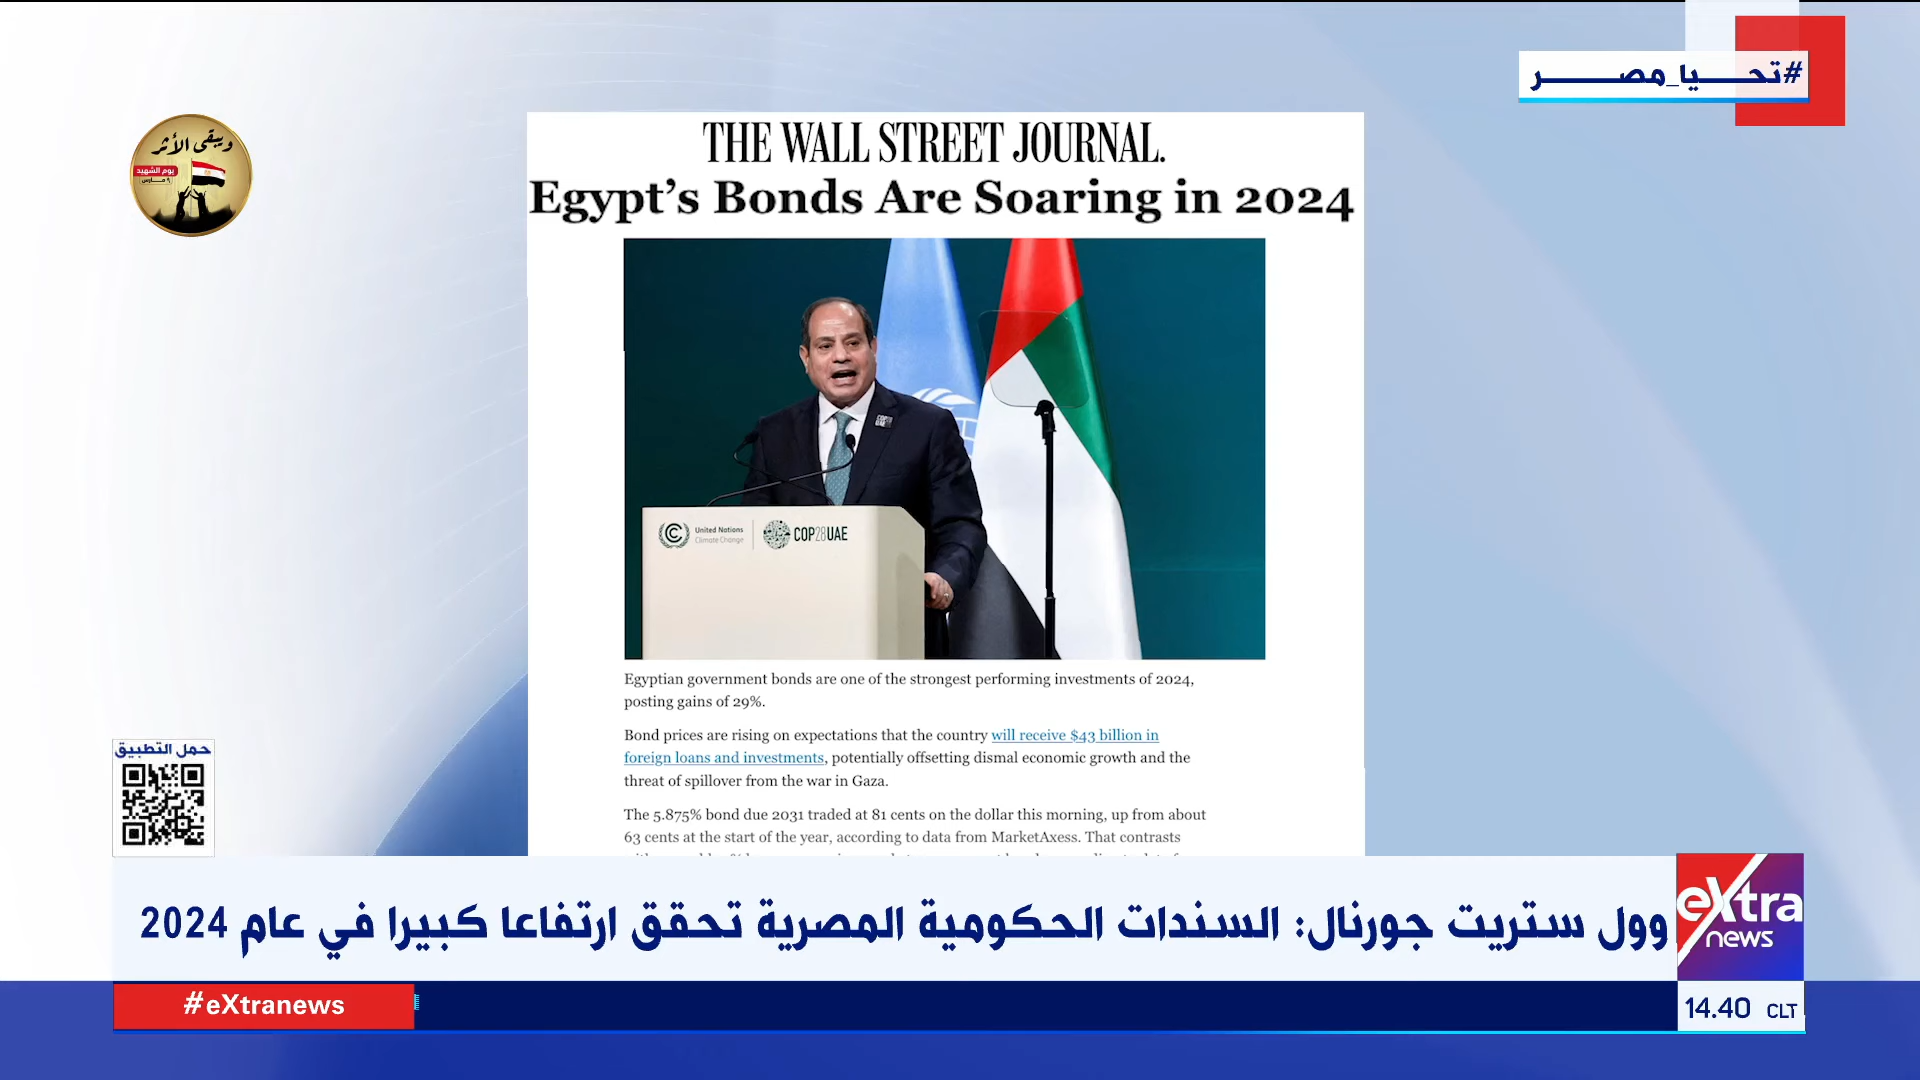 #تحيا_مصر
ويبقى الأثر
يوم الشهيد
٩ مارس
THE WALL STREET JOURNAL.
Egypt's Bonds Are Soaring in 2024
United Nations
Climate Change
COP28UAE
Egyptian government bonds are one of the strongest performing investments of 2024,
posting gains of 29%.
Bond prices are rising on expectations that the country will receive $43 billion in
foreign loans and investments, potentially offsetting dismal economic growth and the
threat of spillover from the war in Gaza.
The 5.875% bond due 2031 traded at 81 cents on the dollar this morning, up from about
63 cents at the start of the year, according to data from MarketAxess. That contrasts
حمل التطبيق
وول ستريت جورنال: السندات الحكومية المصرية تحقق ارتفاعا كبيرا في عام 2024
eXtra
news
#eXtranews
14.40 CLT